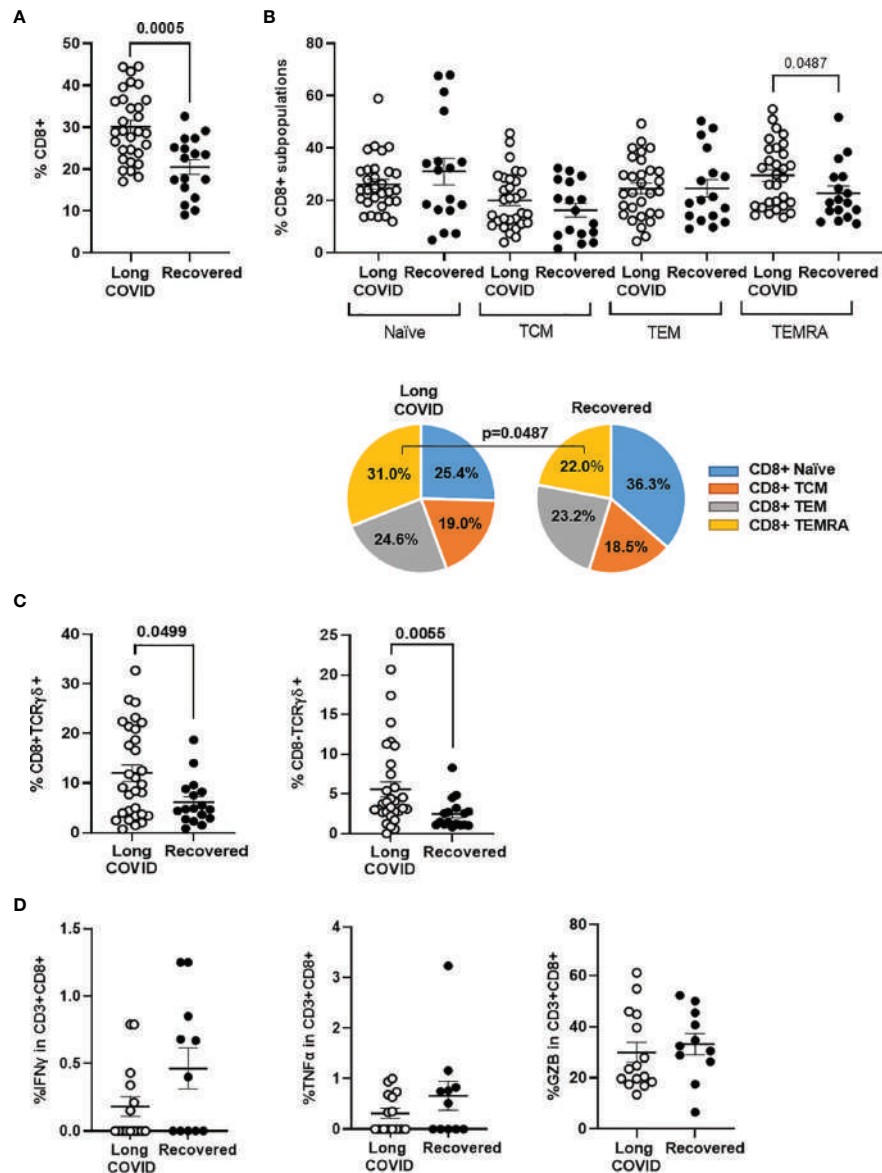 A
0.0005
% CD8+
50
40
30
20
10
0
Long COVID
Recovered
B
0.0487
% CD8+ subpopulations
80
60
40
20
0
Long COVID
Recovered
Long COVID
Recovered
Long COVID
Recovered
Long COVID
Recovered
Naïve
TCM
TEM
TEMRA
Long COVID
Recovered
p=0.0487
31.0%
25.4%
24.6%
19.0%
22.0%
36.3%
23.2%
18.5%
CD8+ Naïve
CD8+ TCM
CD8+ TEM
CD8+ TEMRA
C
0.0499
% CD8+TCRγδ+
40
30
20
10
0
Long COVID
Recovered
0.0055
% CD8-TCRγδ +
25
20
15
10
5
0
Long COVID
Recovered
D
%IFNγ in CD3+CD8+
1.5
1.0
0.5
0.0
Long COVID
Recovered
%TNFα in CD3+CD8+
4
3
2
1
0
Long COVID
Recovered
%GZB in CD3+CD8+
80
60
40
20
0
Long COVID
Recovered